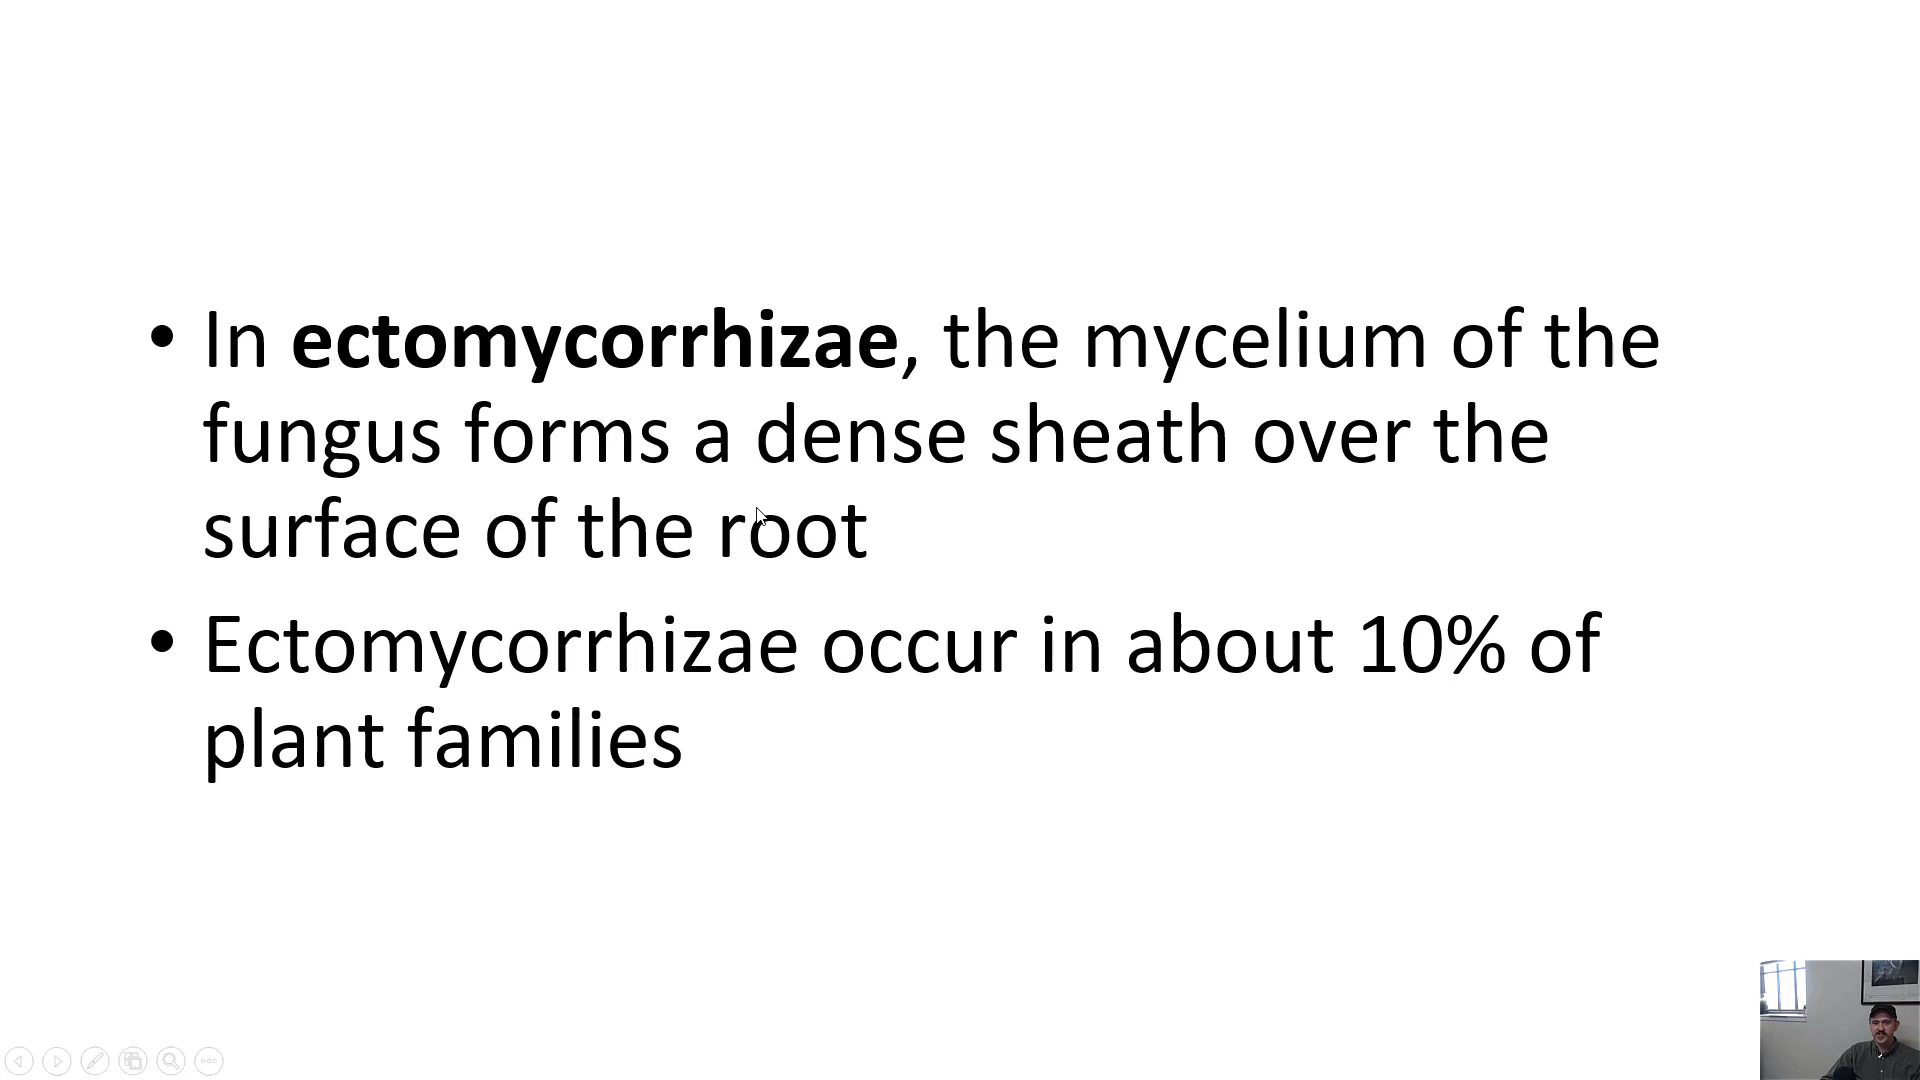 • In ectomycorrhizae, the mycelium of the
fungus forms a dense sheath over the
surface of the root
• Ectomycorrhizae occur in about 10% of
plant families